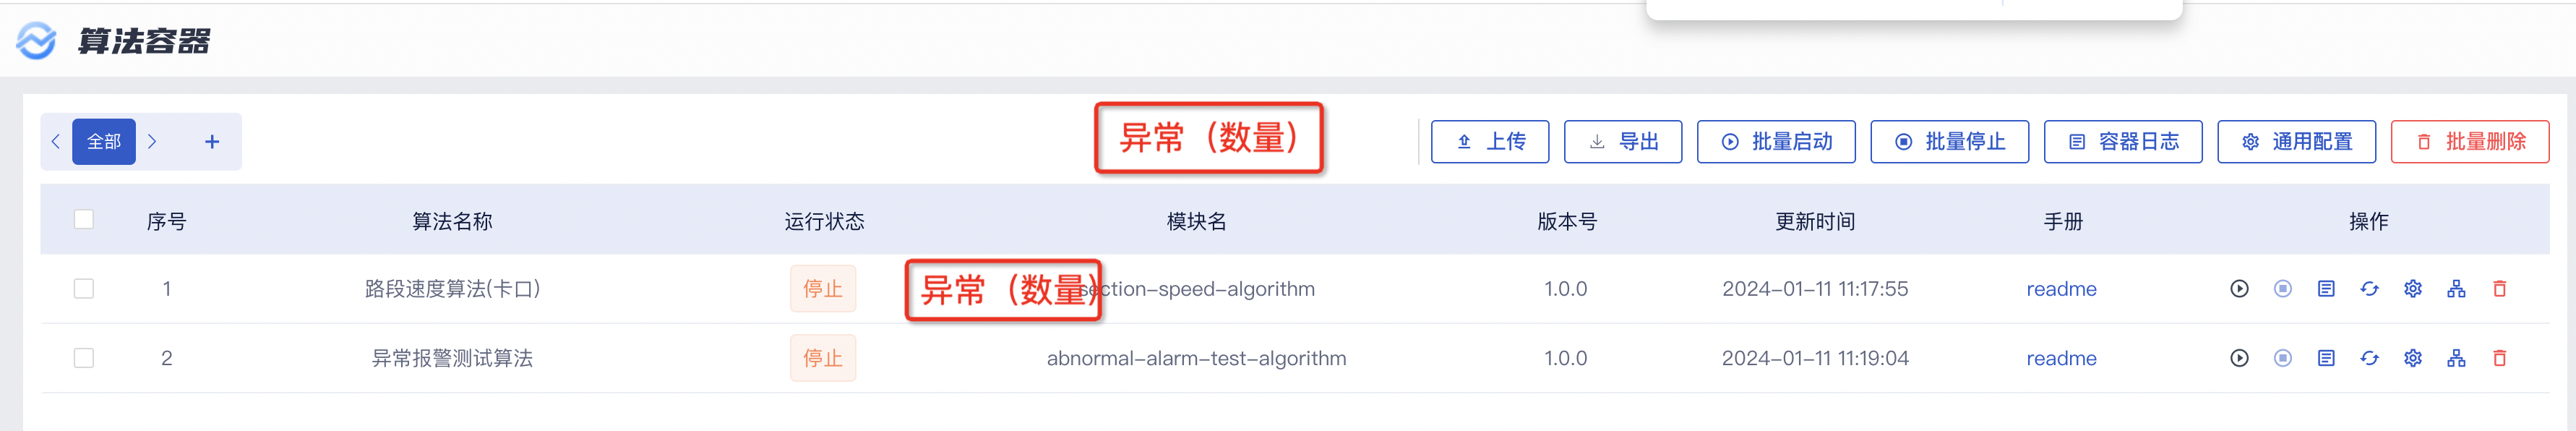 算法容器
全部
异常（数量）
上传 导出 批量启动 批量停止 容器日志 通用配置 批量删除
序号 算法名称 运行状态 模块名 版本号 更新时间 手册 操作
1 路段速度算法(卡口) 停止 异常（数量） section-speed-algorithm 1.0.0 2024-01-11 11:17:55 readme
2 异常报警测试算法 停止 abnormal-alarm-test-algorithm 1.0.0 2024-01-11 11:19:04 readme